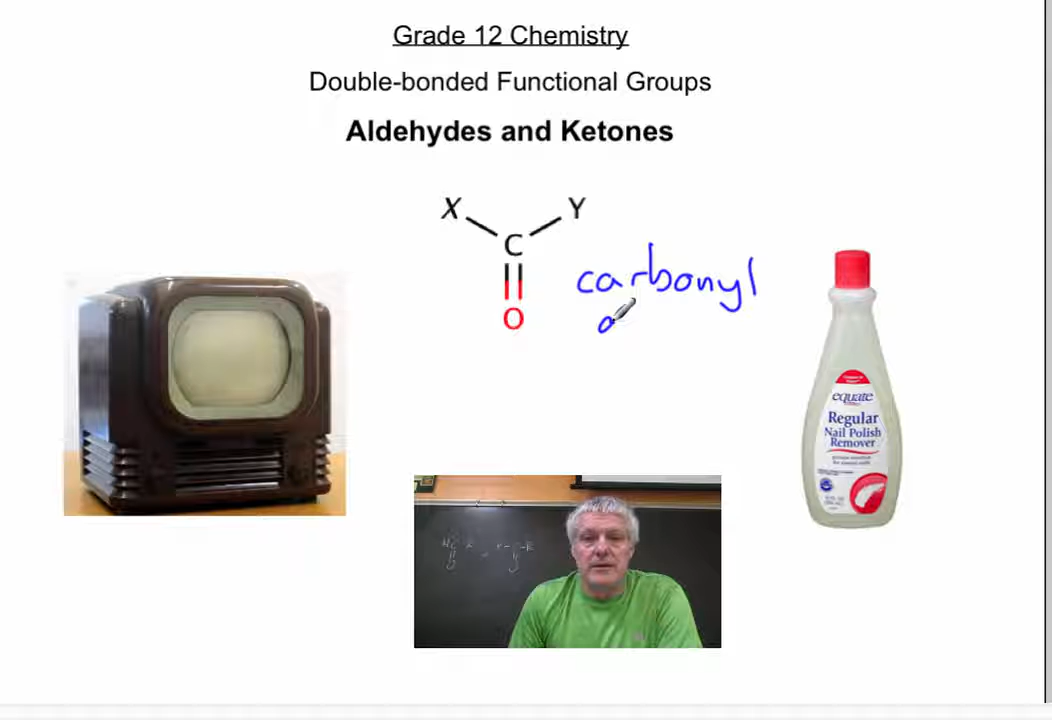 Grade 12 Chemistry
Double-bonded Functional Groups
Aldehydes and Ketones
X Y
C
O
carbonyl
equate
Regular
Nail Polish
Remover